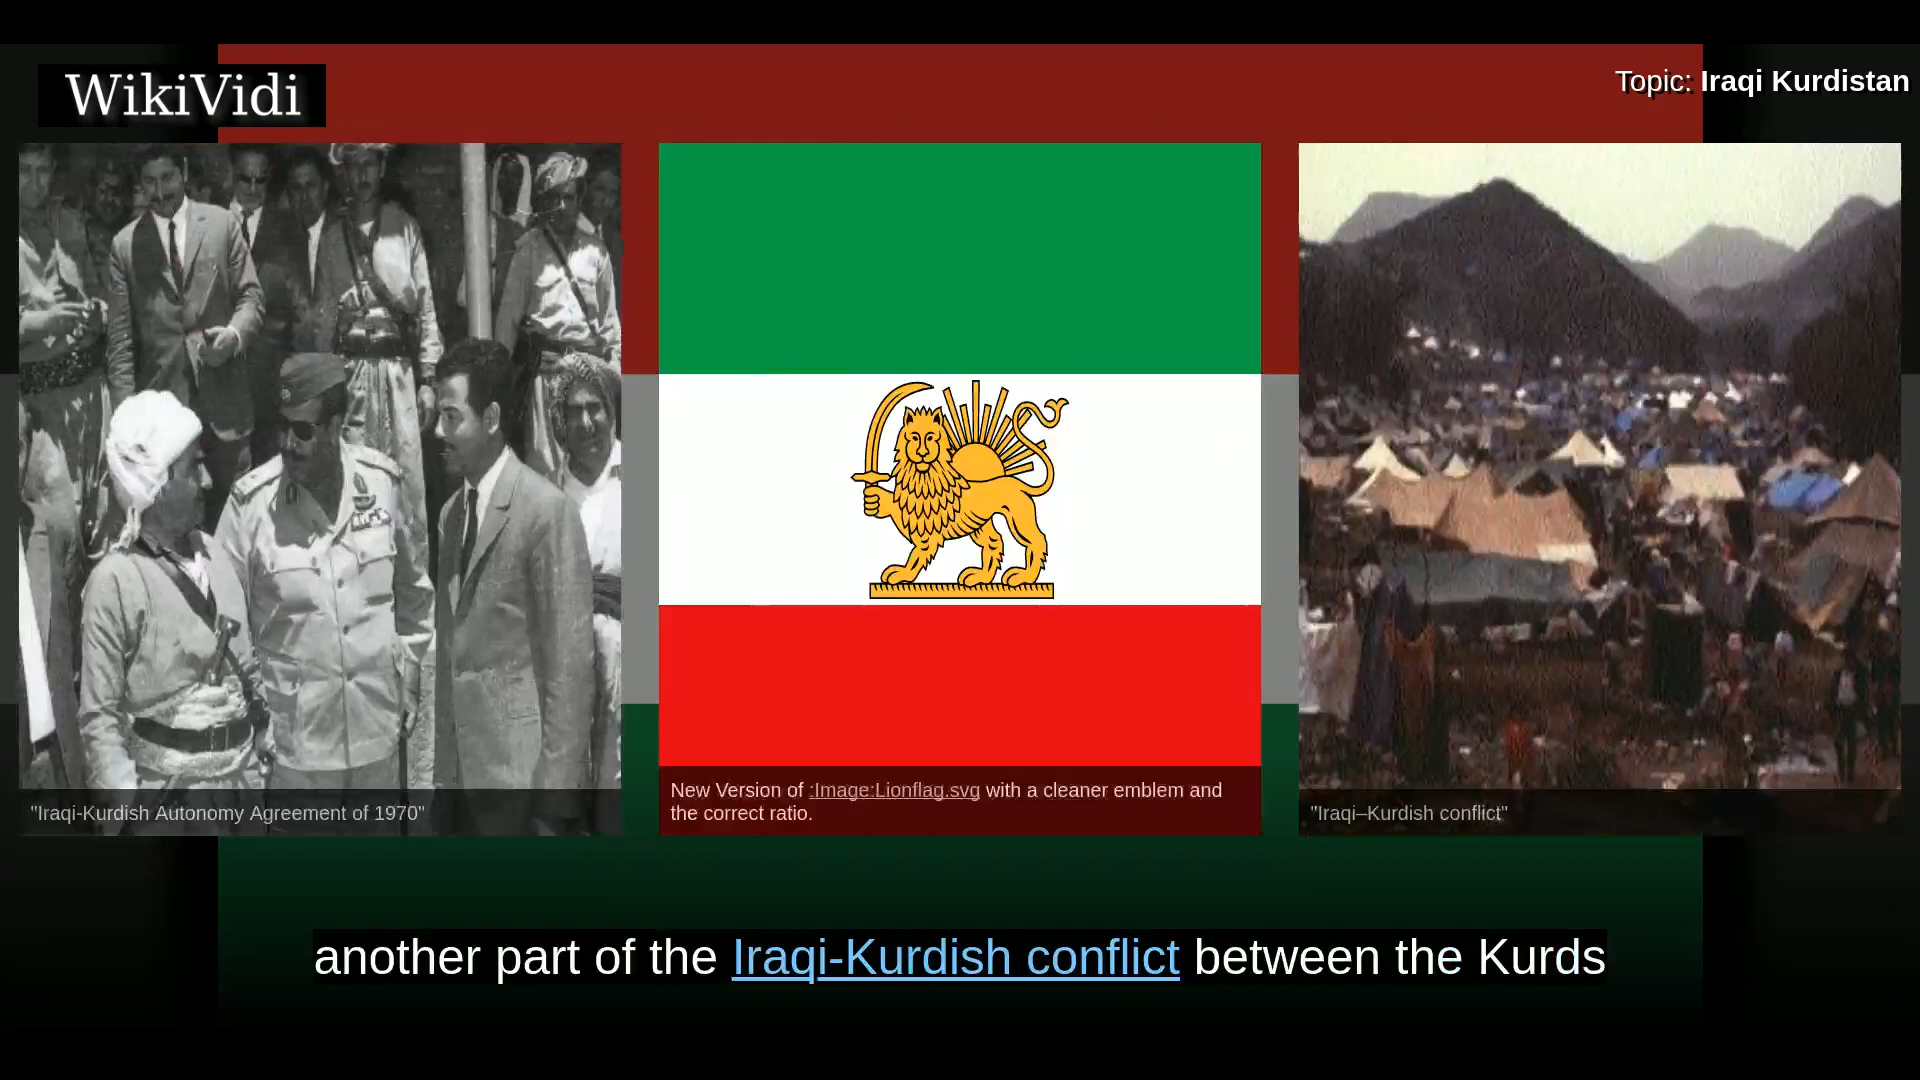 WikiVidi
Topic: Iraqi Kurdistan
"Iraqi-Kurdish Autonomy Agreement of 1970"
New Version of :Image:Lionflag.svg with a cleaner emblem and
the correct ratio.
"Iraqi–Kurdish conflict"
another part of the Iraqi-Kurdish conflict between the Kurds